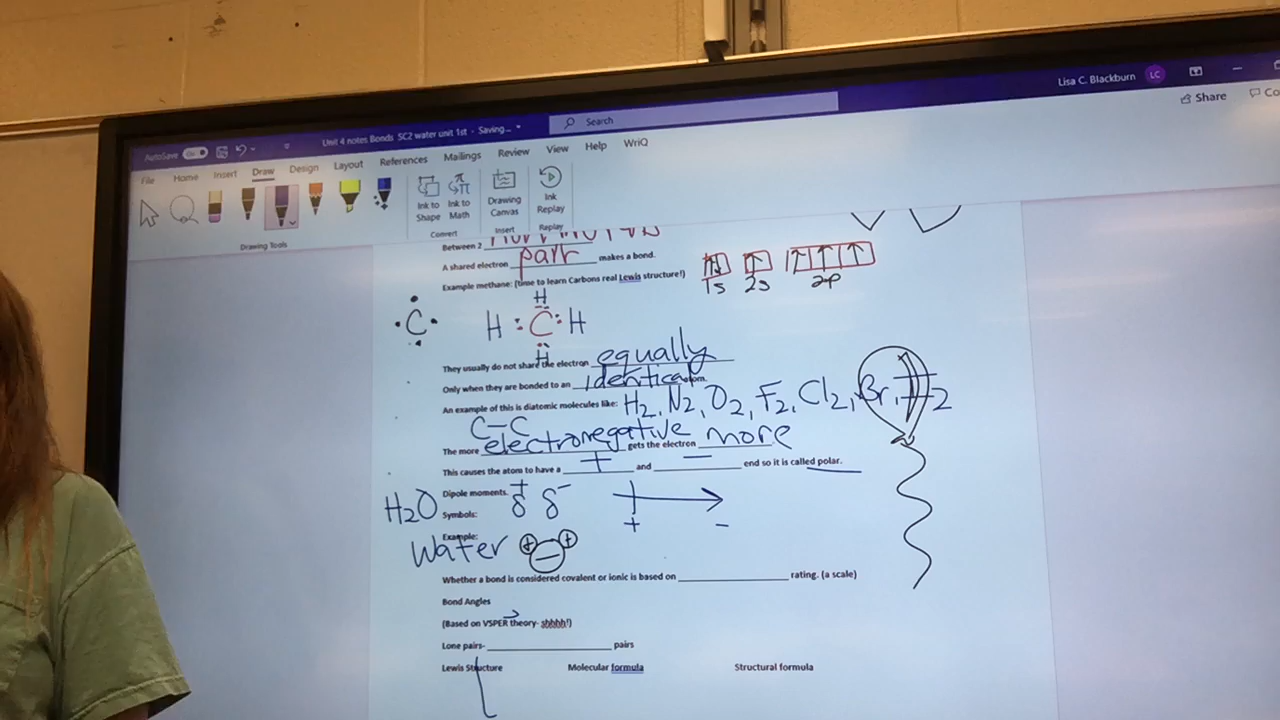 Lisa C. Blackburn LC
Unit 4 notes Bonds SC2 water unit 1st - Saving...
Search
Share
Co
AutoSave On
File Home Insert Draw Design Layout References Mailings Review View Help WriQ
Ink to Shape
Ink to Math
Drawing Canvas
Ink Replay
Convert
Insert
Replay
Drawing Tools
Between 2
A shared electron pair makes a bond.
Example methane: (time to learn Carbons real Lewis structure!)
1s 2s 2p
H
C H : C : H
H
They usually do not share the electron equally
Only when they are bonded to an identical atom.
An example of this is diatomic molecules like: H2, N2, O2, F2, Cl2, Br, I2
C-C
The more electronegative gets the electron more
This causes the atom to have a + and - end so it is called polar.
Dipole moments.
H2O Symbols: δ+ δ-
+ -
Example:
Water + - +
Whether a bond is considered covalent or ionic is based on ____ rating. (a scale)
Bond Angles
(Based on VSPER theory- shhhh!)
Lone pairs- ____ pairs
Lewis Structure Molecular formula Structural formula